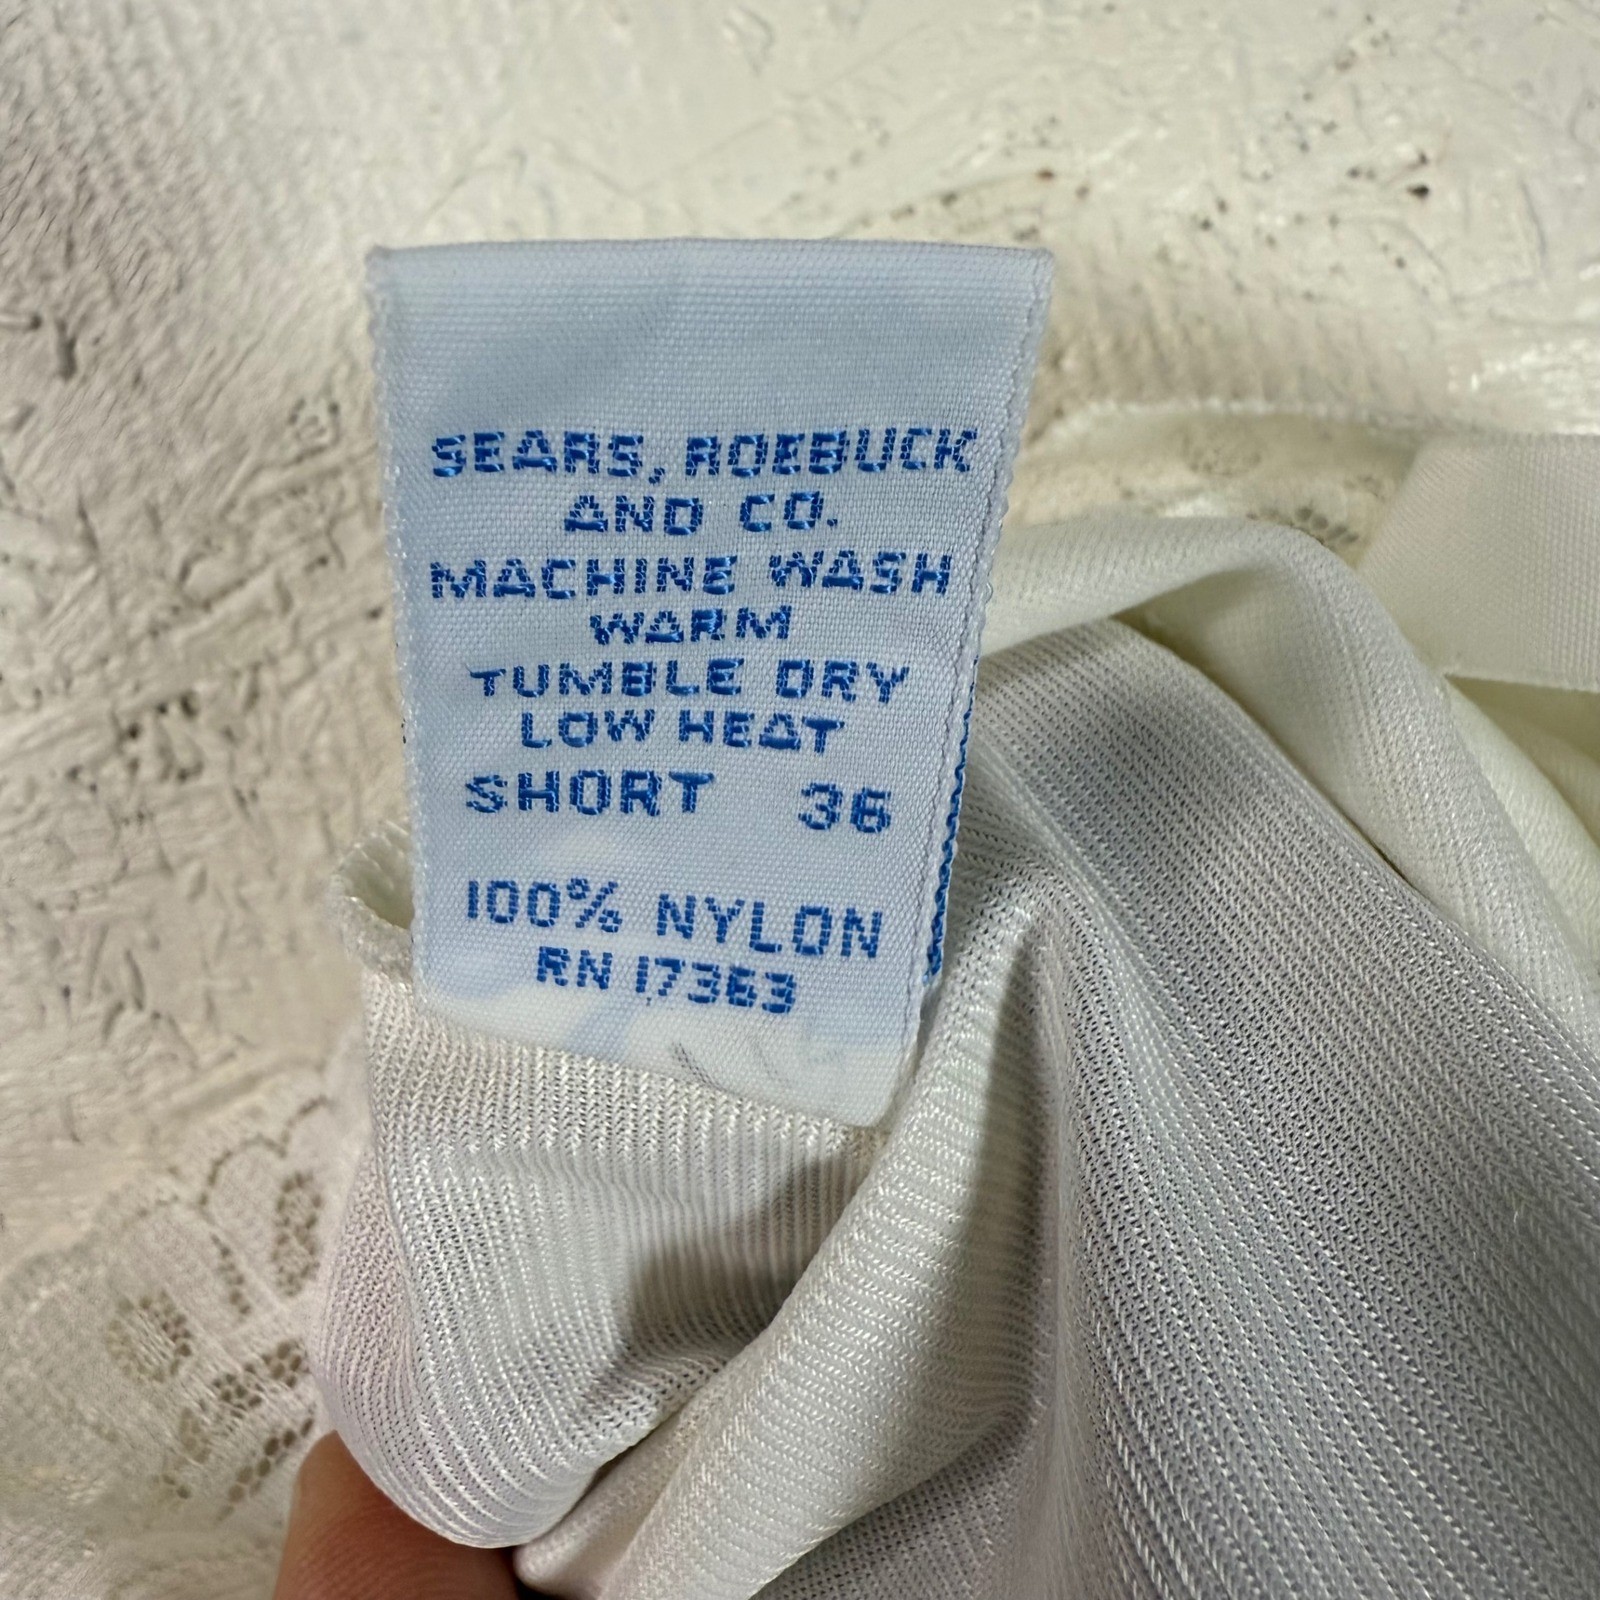 SEARS, ROEBUCK
AND CO.
MACHINE WASH
WARM
TUMBLE DRY
LOW HEAT
SHORT 36
100% NYLON
RN 17363